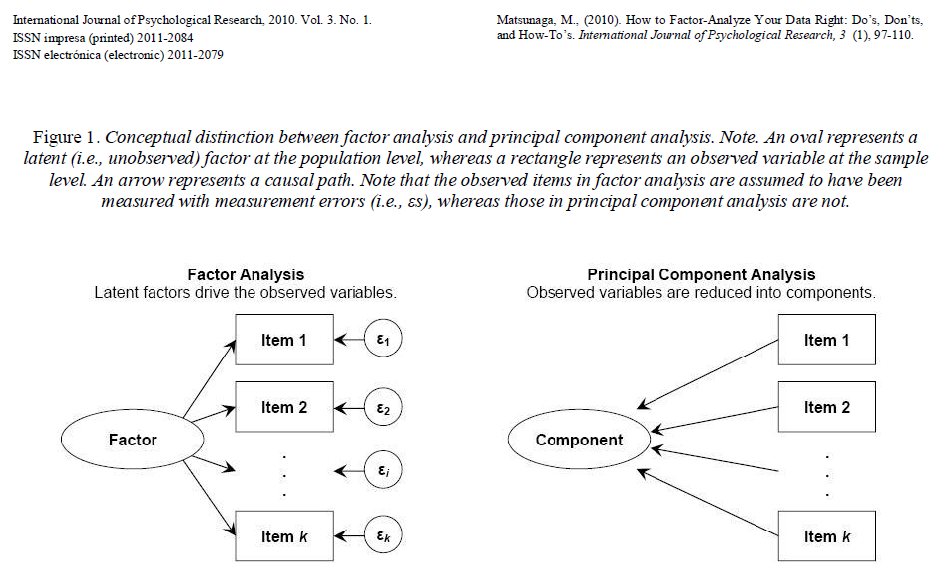 International Journal of Psychological Research, 2010. Vol. 3. No. 1.
ISSN impresa (printed) 2011-2084
ISSN electrónica (electronic) 2011-2079
Matsunaga, M., (2010). How to Factor-Analyze Your Data Right: Do’s, Don’ts,
and How-To’s. International Journal of Psychological Research, 3 (1), 97-110.
Figure 1. Conceptual distinction between factor analysis and principal component analysis. Note. An oval represents a
latent (i.e., unobserved) factor at the population level, whereas a rectangle represents an observed variable at the sample
level. An arrow represents a causal path. Note that the observed items in factor analysis are assumed to have been
measured with measurement errors (i.e., εs), whereas those in principal component analysis are not.
Factor Analysis
Latent factors drive the observed variables.
Item 1
ε1
Item 2
ε2
Factor
.
.
.
εi
Item k
εk
Principal Component Analysis
Observed variables are reduced into components.
Item 1
Item 2
Component
.
.
.
Item k